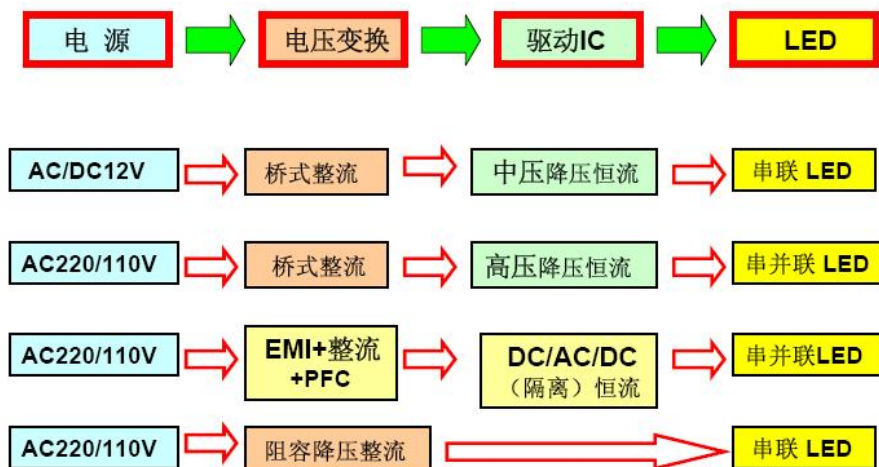 电 源
电压变换
驱动IC
LED
AC/DC12V
桥式整流
中压降压恒流
串联 LED
AC220/110V
桥式整流
高压降压恒流
串并联 LED
AC220/110V
EMI+整流
+PFC
DC/AC/DC
（隔离）恒流
串并联LED
AC220/110V
阻容降压整流
串联 LED